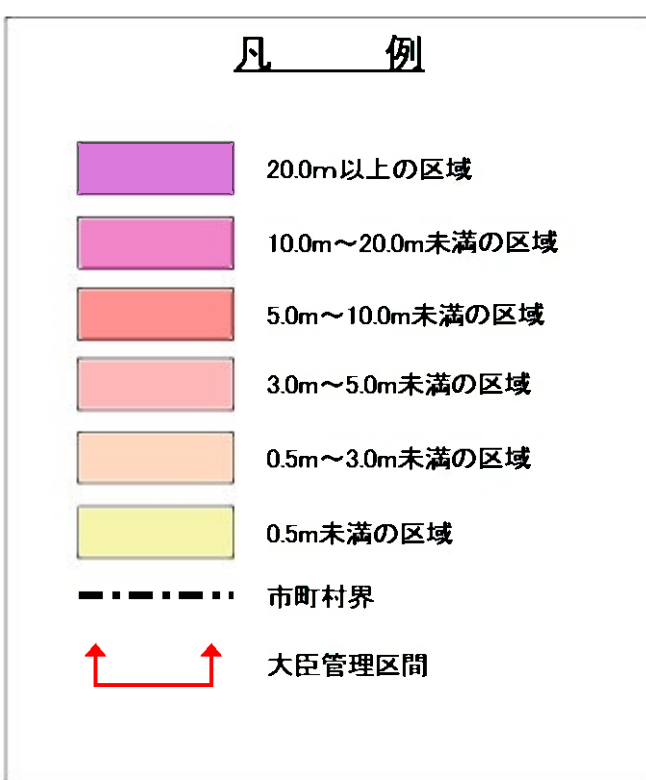 凡　例
20.0m以上の区域
10.0m～20.0m未満の区域
5.0m～10.0m未満の区域
3.0m～5.0m未満の区域
0.5m～3.0m未満の区域
0.5m未満の区域
市町村界
大臣管理区間